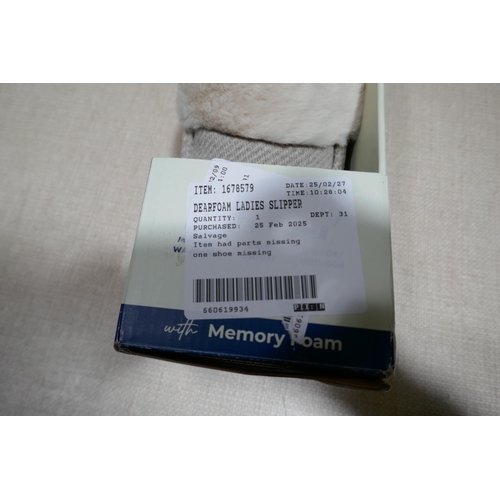 ITEM: 1678579 DATE:25/02/27
TIME:10:28:04
DEARFOAM LADIES SLIPPER
QUANTITY: 1 DEPT: 31
PURCHASED: 25 Feb 2025
Salvage
Item had parts missing
one shoe missing
660619934
with Memory Foam